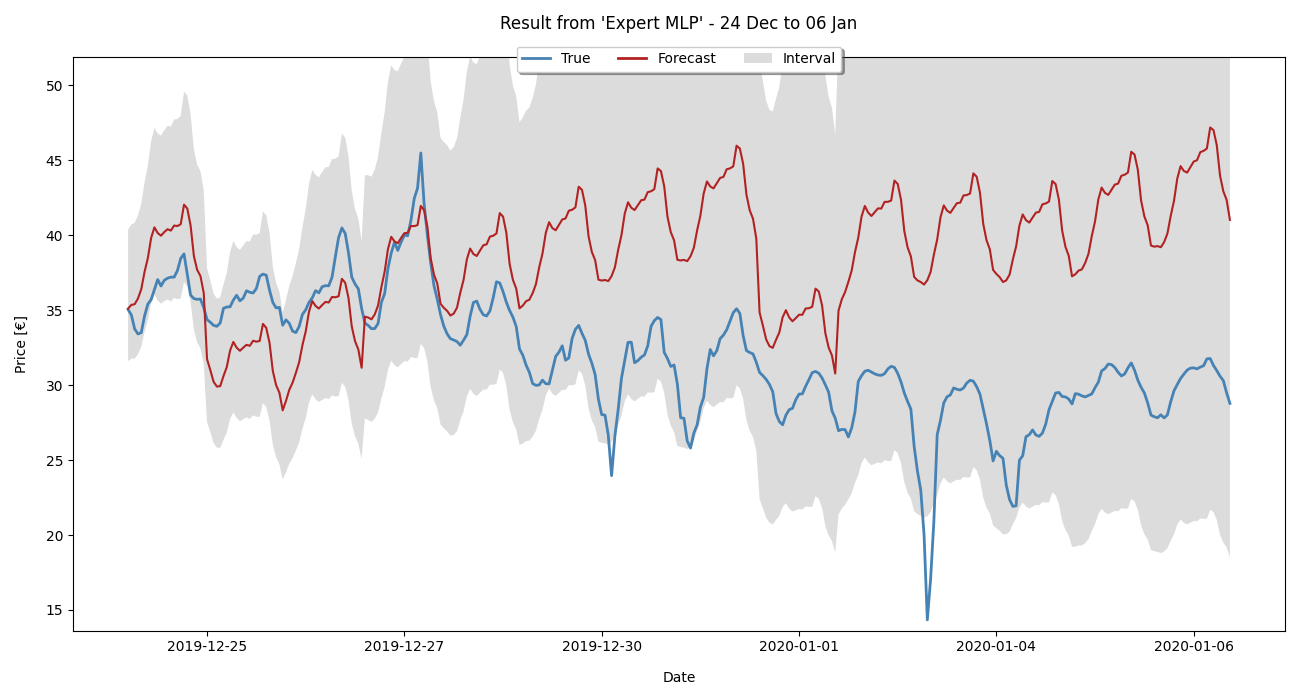 Result from 'Expert MLP' - 24 Dec to 06 Jan
True Forecast Interval
50
45
40
35
30
25
20
15
Price [€]
2019-12-25 2019-12-27 2019-12-30 2020-01-01 2020-01-04 2020-01-06
Date